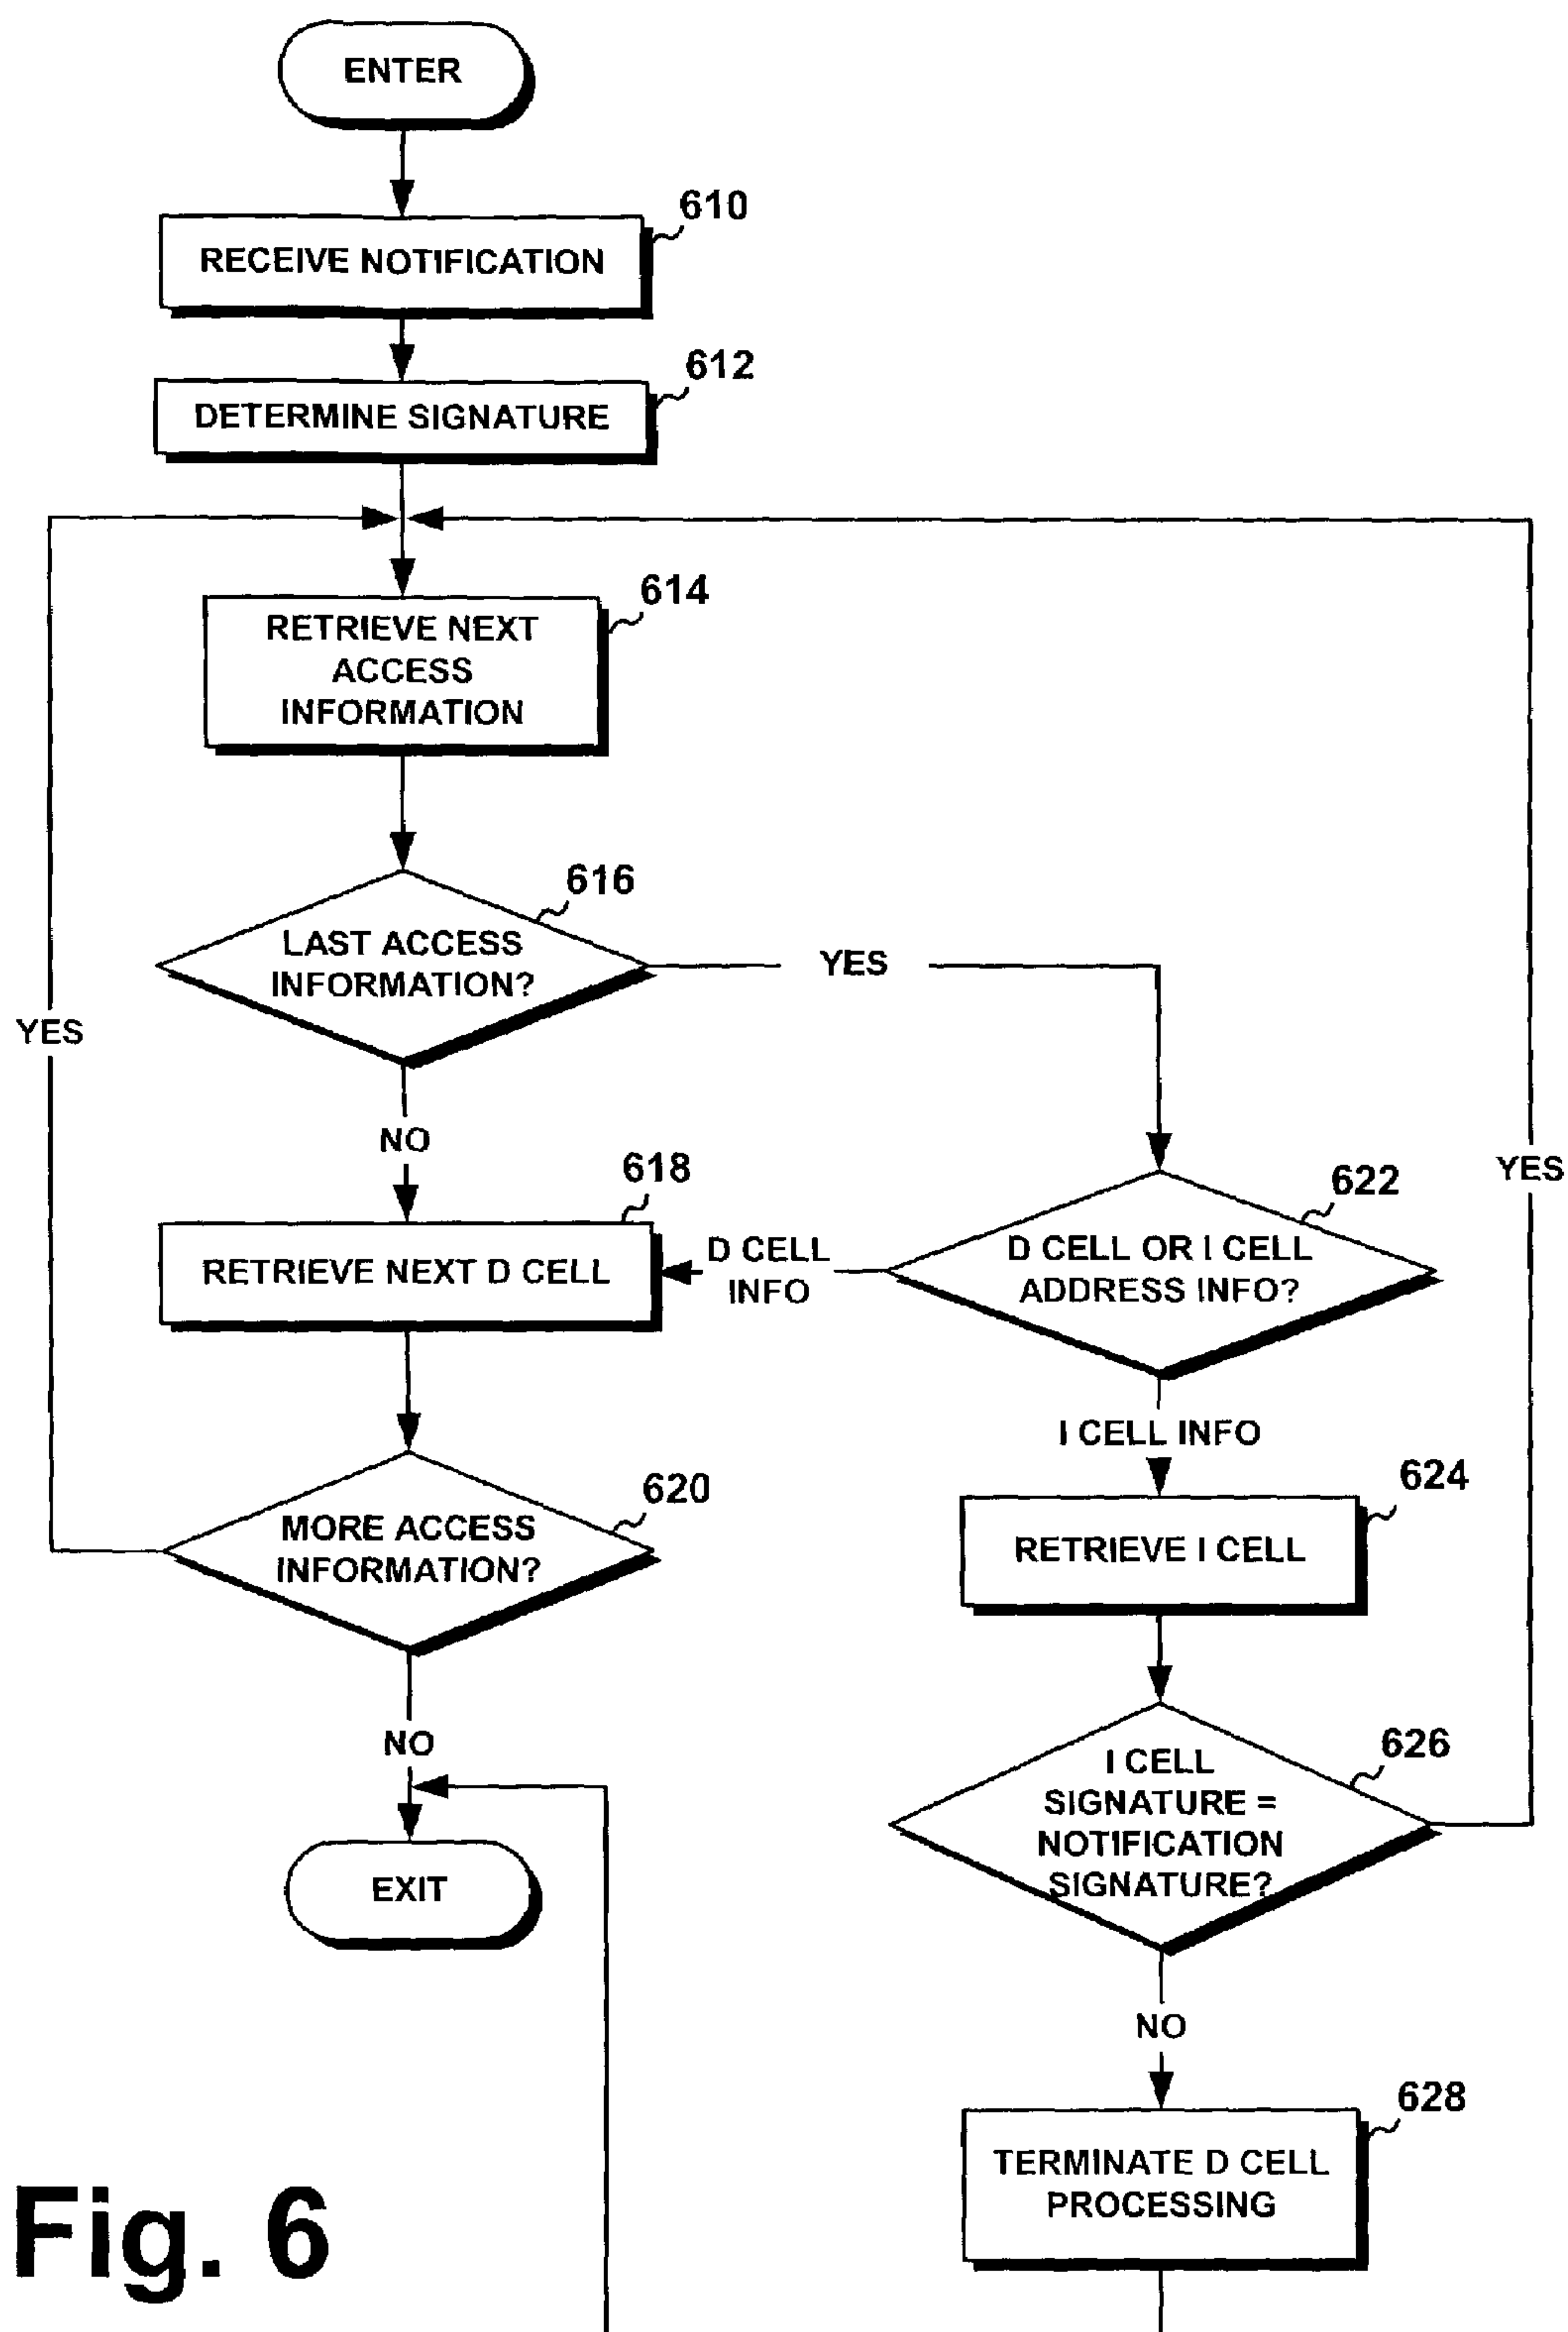 ENTER
610
RECEIVE NOTIFICATION
612
DETERMINE SIGNATURE
614
RETRIEVE NEXT
ACCESS
INFORMATION
616
LAST ACCESS
INFORMATION?
YES
YES
NO
618
RETRIEVE NEXT D CELL
D CELL
INFO
622
D CELL OR I CELL
ADDRESS INFO?
YES
I CELL INFO
620
MORE ACCESS
INFORMATION?
624
RETRIEVE I CELL
NO
626
I CELL
SIGNATURE =
NOTIFICATION
SIGNATURE?
EXIT
NO
628
TERMINATE D CELL
PROCESSING
Fig. 6